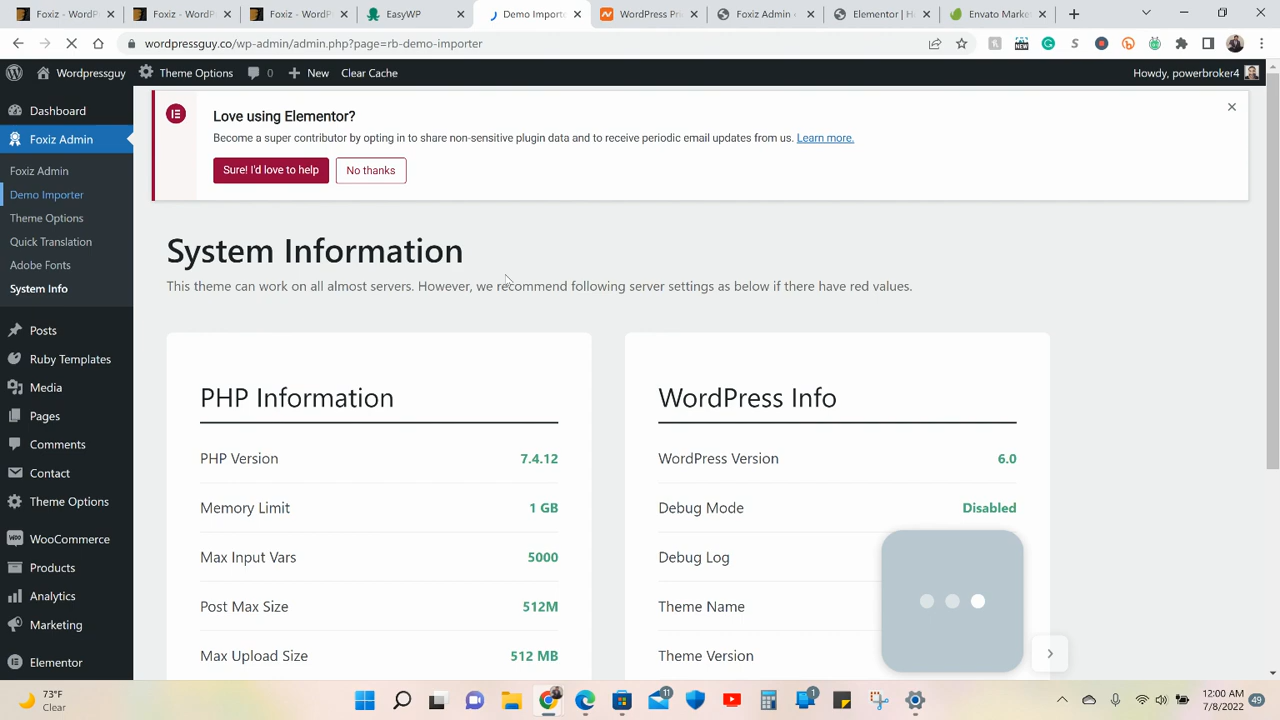 Foxiz - WordP
Foxiz - WordP
Foxiz - WordP
EasyWP
Demo Importe
WordPress Pr
Foxiz Admin
Elementor | H
Envato Marke
wordpressguy.co/wp-admin/admin.php?page=rb-demo-importer
NEW
Wordpressguy
Theme Options
0
New
Clear Cache
Howdy, powerbroker4
Dashboard
Foxiz Admin
Foxiz Admin
Demo Importer
Theme Options
Quick Translation
Adobe Fonts
System Info
Posts
Ruby Templates
Media
Pages
Comments
Contact
Theme Options
WooCommerce
Products
Analytics
Marketing
Elementor
Love using Elementor?
Become a super contributor by opting in to share non-sensitive plugin data and to receive periodic email updates from us. Learn more.
Sure! I'd love to help
No thanks
System Information
This theme can work on all almost servers. However, we recommend following server settings as below if there have red values.
PHP Information
PHP Version 7.4.12
Memory Limit 1 GB
Max Input Vars 5000
Post Max Size 512M
Max Upload Size 512 MB
WordPress Info
WordPress Version 6.0
Debug Mode Disabled
Debug Log
Theme Name
Theme Version
73°F
Clear
11
1
12:00 AM
7/8/2022
49